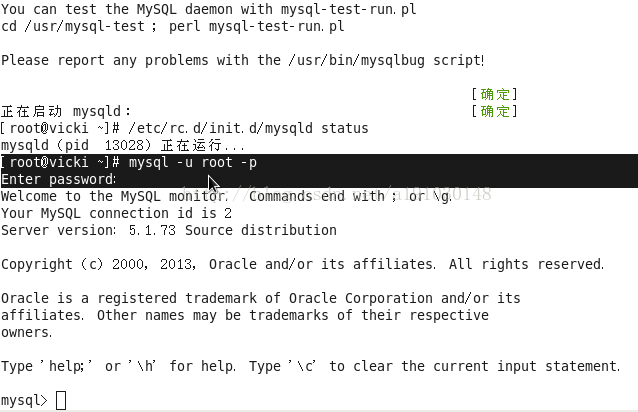 You can test the MySQL daemon with mysql-test-run.pl
cd /usr/mysql-test ; perl mysql-test-run.pl
Please report any problems with the /usr/bin/mysqlbug script!
[确定]
正在启动 mysqld： [确定]
[root@vicki ~]# /etc/rc.d/init.d/mysqld status
mysqld (pid 13028) 正在运行...
[root@vicki ~]# mysql -u root -p
Enter password:
Welcome to the MySQL monitor. Commands end with ; or \g.
Your MySQL connection id is 2
Server version: 5.1.73 Source distribution
Copyright (c) 2000, 2013, Oracle and/or its affiliates. All rights reserved.
Oracle is a registered trademark of Oracle Corporation and/or its
affiliates. Other names may be trademarks of their respective
owners.
Type 'help;' or '\h' for help. Type '\c' to clear the current input statement.
mysql>